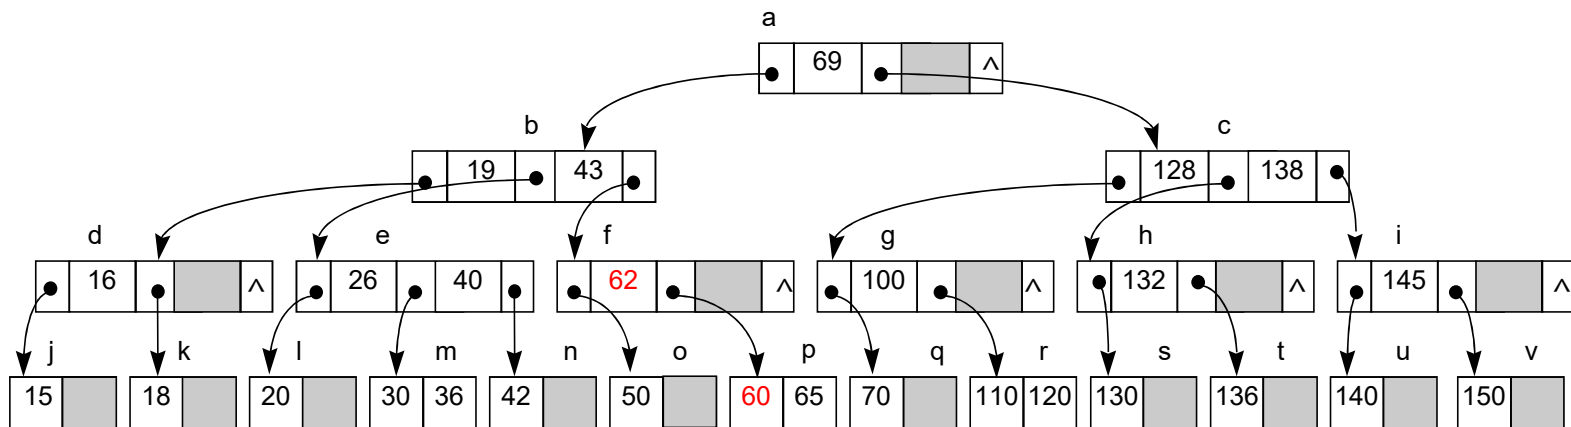 a
69 ^
b c
19 43 128 138
d e f g h i
16 ^ 26 40 62 ^ 100 ^ 132 ^ 145 ^
j k l m n o p q r s t u v
15 18 20 30 36 42 50 60 65 70 110 120 130 136 140 150